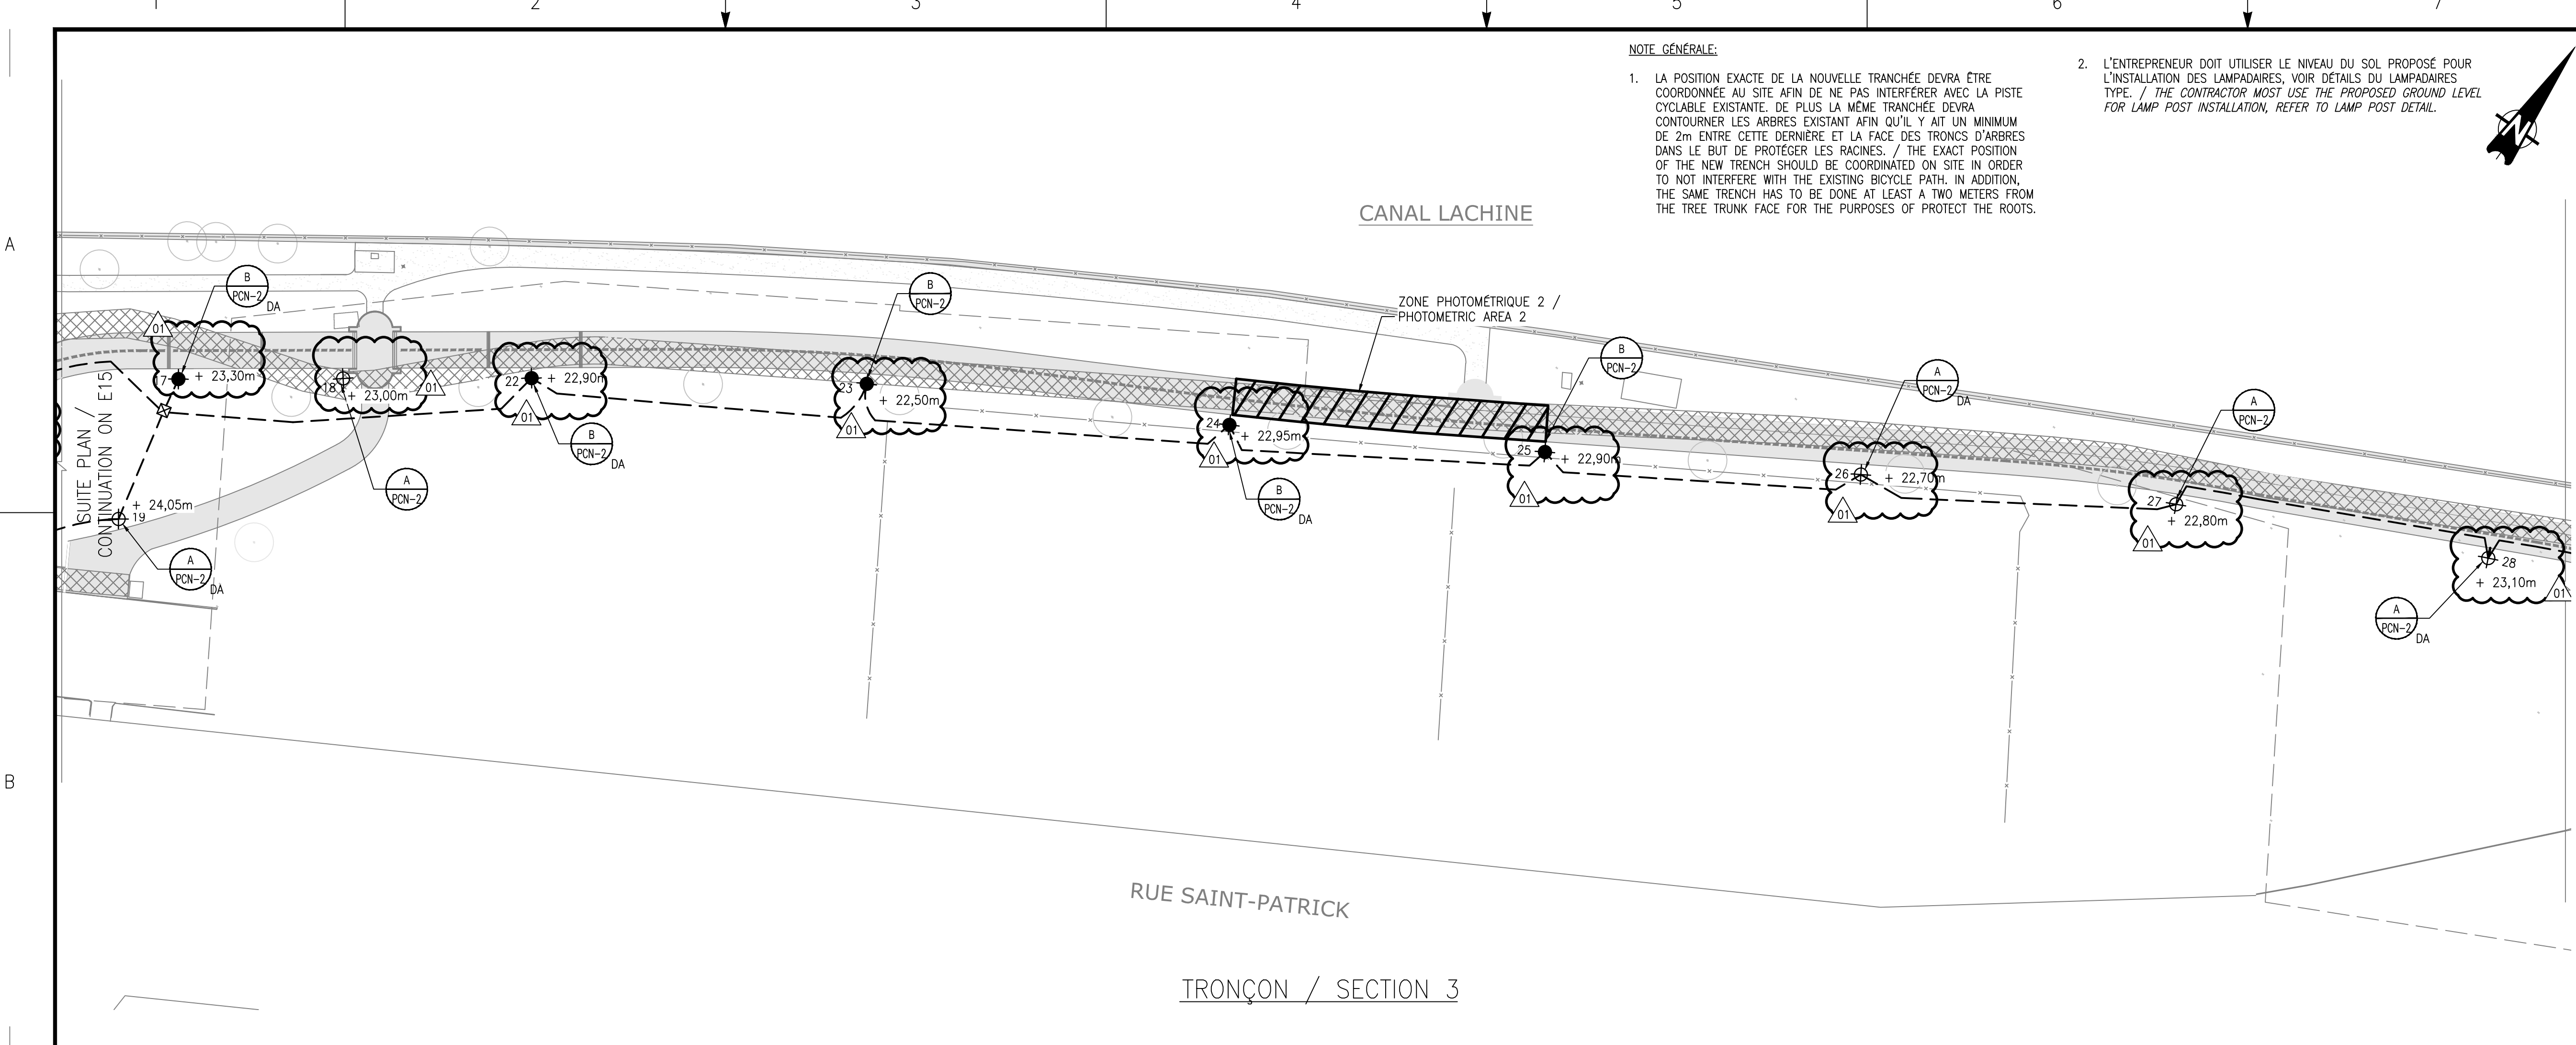 1 2 3 4 5 6 7
NOTE GÉNÉRALE:
1. LA POSITION EXACTE DE LA NOUVELLE TRANCHÉE DEVRA ÊTRE
COORDONNÉE AU SITE AFIN DE NE PAS INTERFÉRER AVEC LA PISTE
CYCLABLE EXISTANTE. DE PLUS LA MÊME TRANCHÉE DEVRA
CONTOURNER LES ARBRES EXISTANT AFIN QU'IL Y AIT UN MINIMUM
DE 2m ENTRE CETTE DERNIÈRE ET LA FACE DES TRONCS D'ARBRES
DANS LE BUT DE PROTÉGER LES RACINES. / THE EXACT POSITION
OF THE NEW TRENCH SHOULD BE COORDINATED ON SITE IN ORDER
TO NOT INTERFERE WITH THE EXISTING BICYCLE PATH. IN ADDITION,
THE SAME TRENCH HAS TO BE DONE AT LEAST A TWO METERS FROM
THE TREE TRUNK FACE FOR THE PURPOSES OF PROTECT THE ROOTS.
2. L'ENTREPRENEUR DOIT UTILISER LE NIVEAU DU SOL PROPOSÉ POUR
L'INSTALLATION DES LAMPADAIRES, VOIR DÉTAILS DU LAMPADAIRES
TYPE. / THE CONTRACTOR MOST USE THE PROPOSED GROUND LEVEL
FOR LAMP POST INSTALLATION, REFER TO LAMP POST DETAIL.
N
A
B
CANAL LACHINE
ZONE PHOTOMÉTRIQUE 2 /
PHOTOMETRIC AREA 2
SUITE PLAN /
CONTINUATION ON E15
B
PCN-2
DA
01
17
+ 23,30m
18
+ 23,00m
01
A
PCN-2
+ 24,05m
19
A
PCN-2
DA
22
+ 22,90m
01
B
PCN-2
DA
B
PCN-2
23
+ 22,50m
01
24
+ 22,95m
01
B
PCN-2
DA
B
PCN-2
25
+ 22,90m
01
A
PCN-2
DA
26
+ 22,70m
01
A
PCN-2
27
+ 22,80m
01
28
+ 23,10m
01
A
PCN-2
DA
RUE SAINT-PATRICK
TRONÇON / SECTION 3